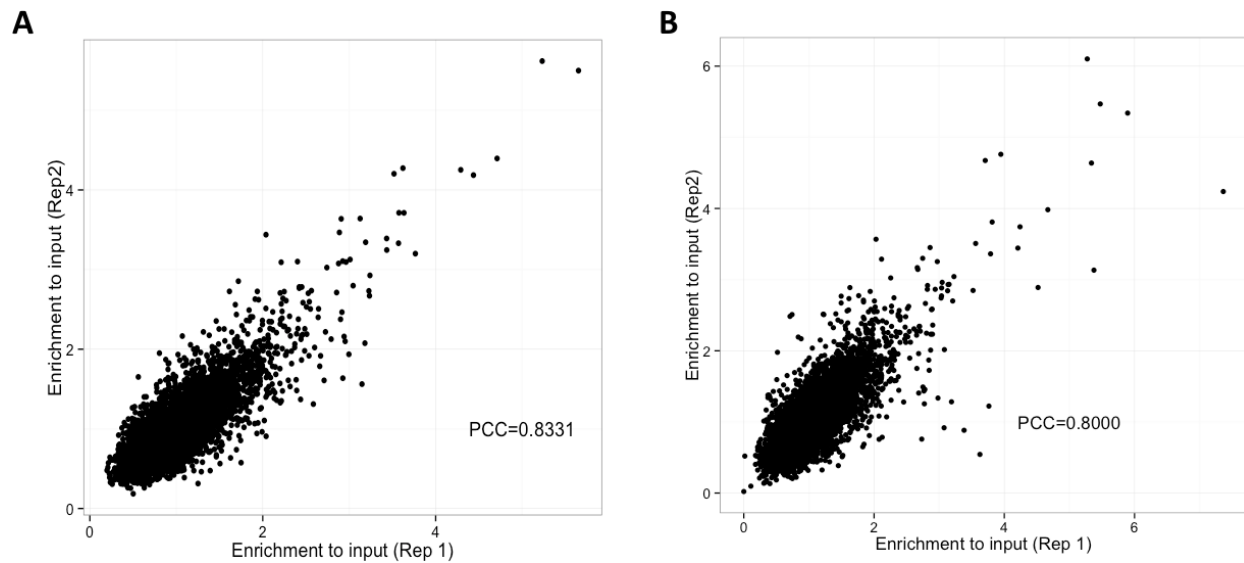 A
Enrichment to input (Rep2)
4
2
0
0
2
4
Enrichment to input (Rep 1)
PCC=0.8331
B
Enrichment to input (Rep2)
6
4
2
0
0
2
4
6
Enrichment to input (Rep 1)
PCC=0.8000